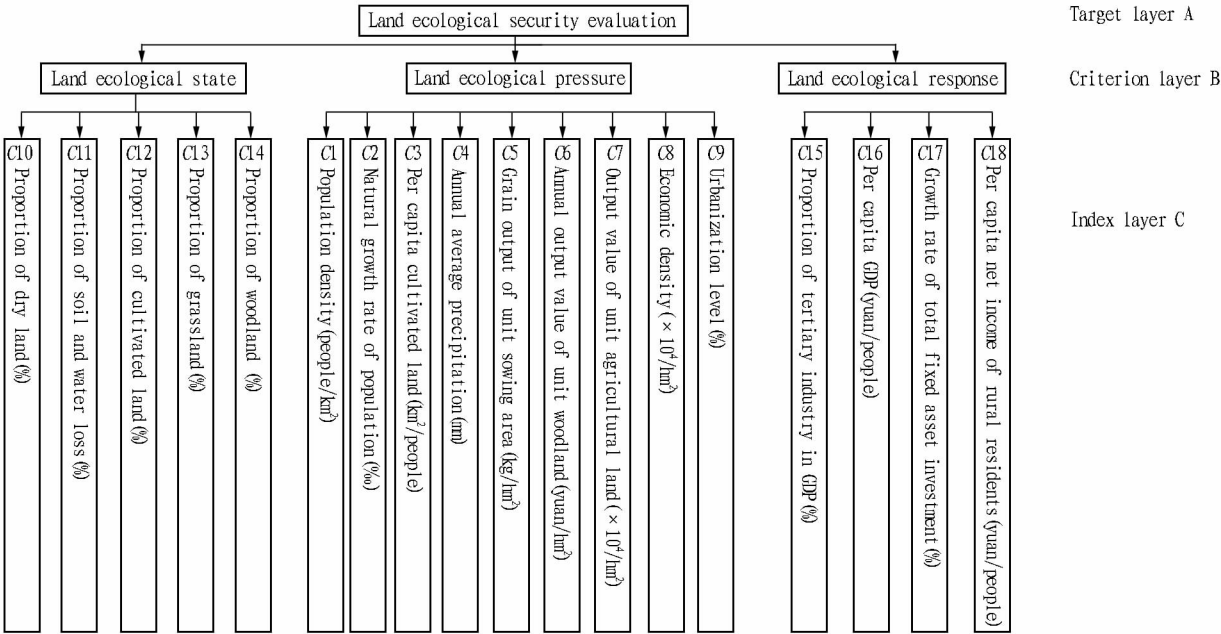 Land ecological security evaluation
Target layer A
Land ecological state
Land ecological pressure
Land ecological response
Criterion layer B
C10 Proportion of dry land(%)
C11 Proportion of soil and water loss(%)
C12 Proportion of cultivated land(%)
C13 Proportion of grassland(%)
C14 Proportion of woodland (%)
C1 Population density(people/km²)
C2 Natural growth rate of population(‰)
C3 Per capita cultivated land(km²/people)
C4 Annual average precipitation(mm)
C5 Grain output of unit sowing area(kg/hm²)
C6 Annual output value of unit woodland(yuan/hm²)
C7 Output value of unit agricultural land(×10⁴/hm²)
C8 Economic density(×10⁴/hm²)
C9 Urbanization level(%)
C15 Proportion of tertiary industry in GDP(%)
C16 Per capita GDP(yuan/people)
C17 Growth rate of total fixed asset investment(%)
C18 Per capita net income of rural residents(yuan/people)
Index layer C